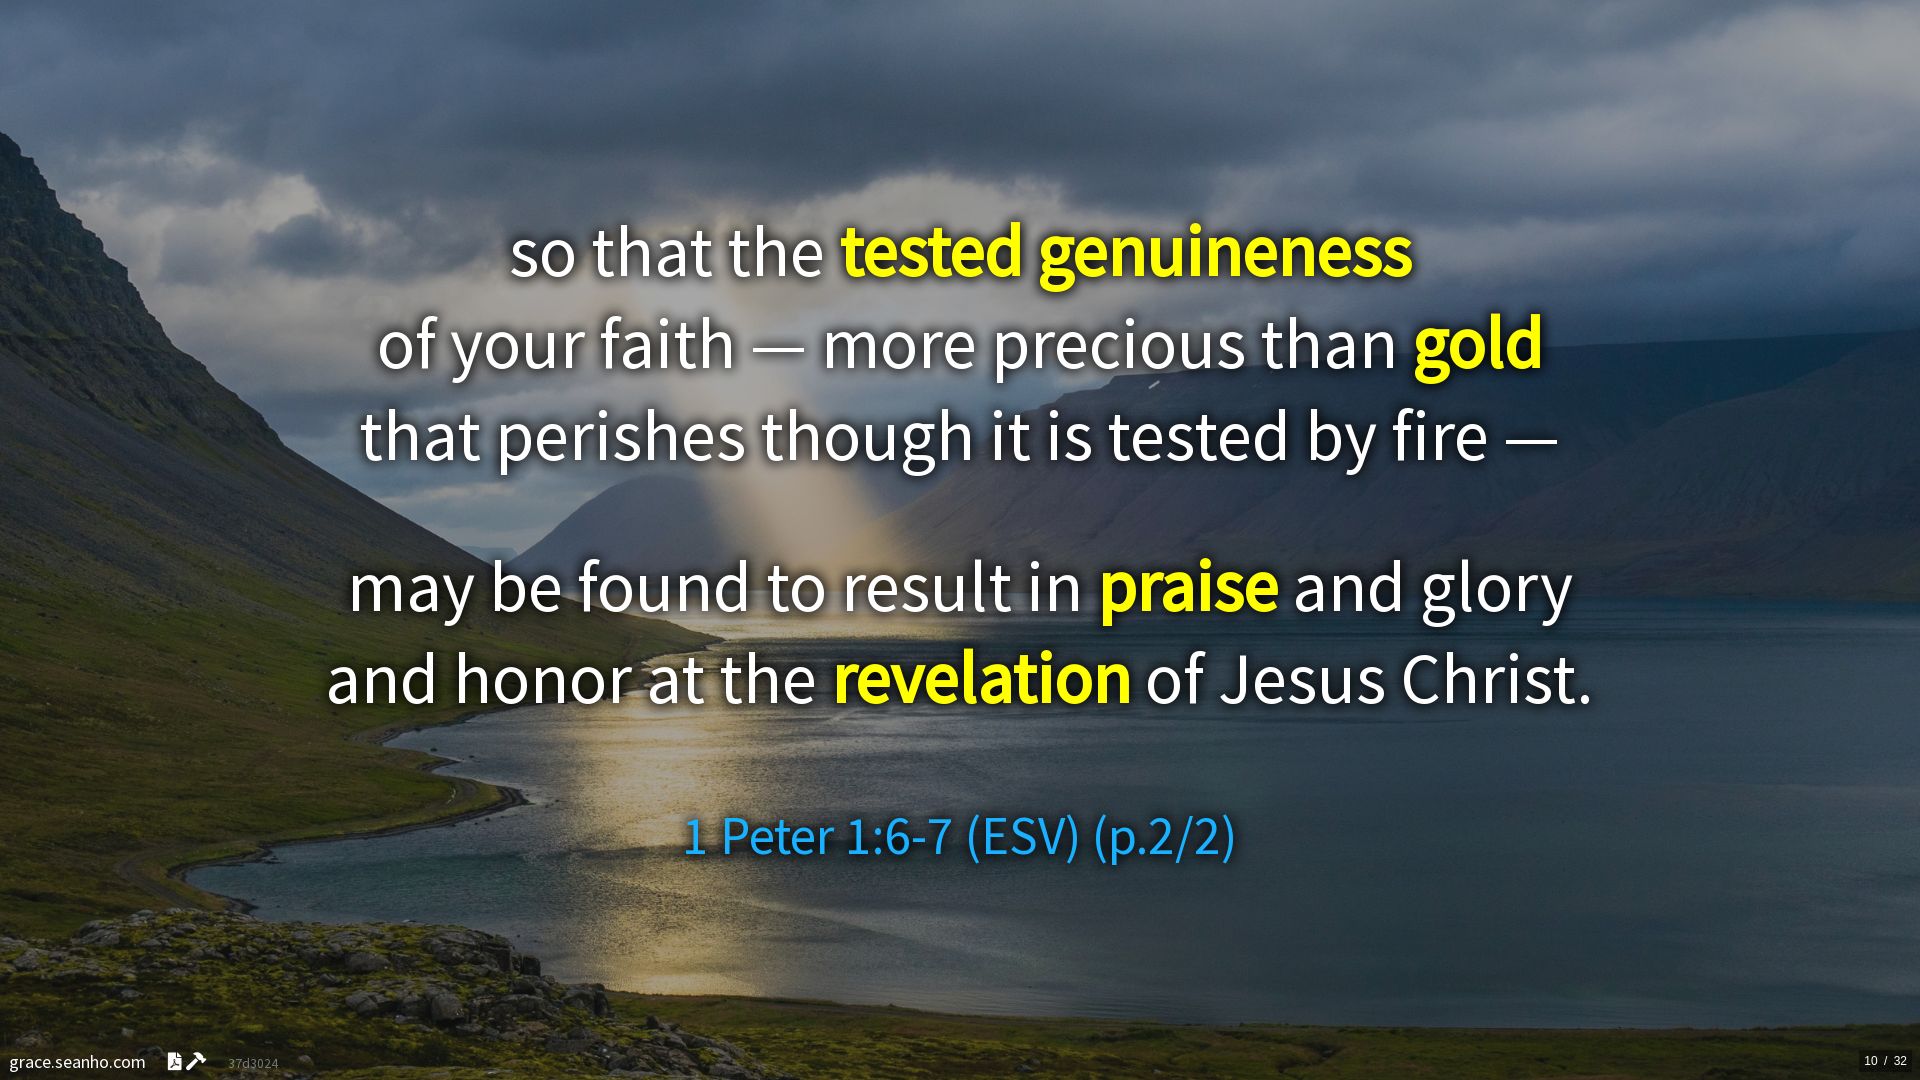 so that the tested genuineness
of your faith — more precious than gold
that perishes though it is tested by fire —
may be found to result in praise and glory
and honor at the revelation of Jesus Christ.
1 Peter 1:6-7 (ESV) (p.2/2)
grace.seanho.com 37d3024
10 / 32